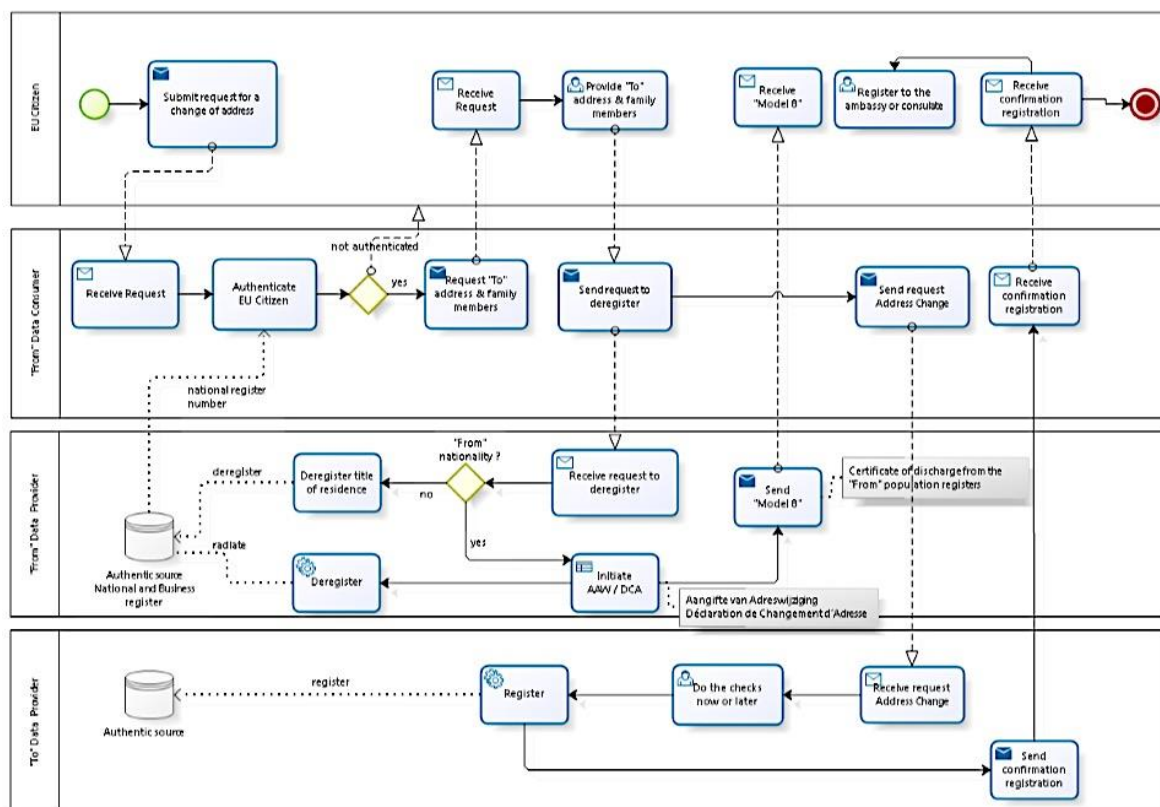 EU Citizen
Submit request for a
change of address
Receive
Request
Provide "To"
address & family
members
Receive
"Model 8"
Register to the
embassy or consulate
Receive
confirmation
registration
"From" Data Consumer
Receive Request
Authenticate
EU Citizen
not authenticated
yes
Request "To"
address & family
members
Send request to
deregister
Send request
Address Change
Receive
confirmation
registration
national register
number
"From" Data Provider
deregister
Deregister title
of residence
no
"From"
nationality ?
yes
Receive request to
deregister
Send
"Model 8"
Certificate of discharge from the
"From" population registers
radiate
Authentic source
National and Business
register
Deregister
Initiate
AAW / DCA
Aangifte van Adreswijziging
Déclaration de Changement d'Adresse
"To" Data Provider
Authentic source
register
Register
Do the checks
now or later
Receive request
Address Change
Send
confirmation
registration